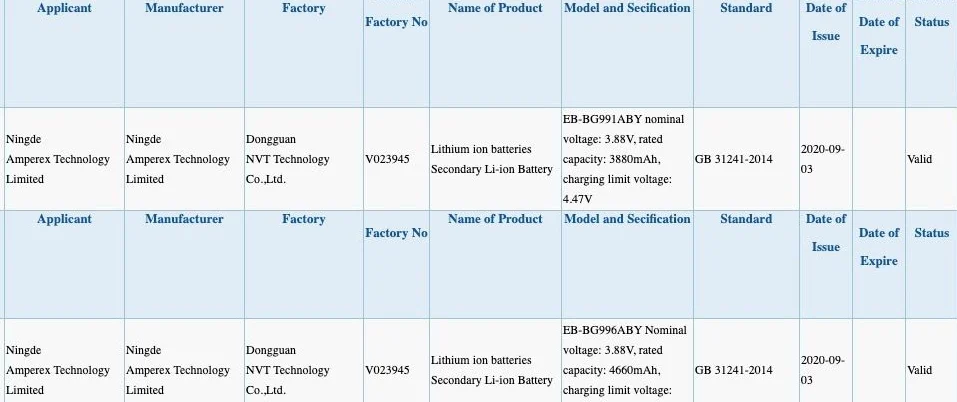 Applicant Manufacturer Factory Factory No Name of Product Model and Secification Standard Date of Issue Date of Expire Status
Ningde Amperex Technology Limited
Ningde Amperex Technology Limited
Dongguan NVT Technology Co.,Ltd.
V023945
Lithium ion batteries Secondary Li-ion Battery
EB-BG991ABY nominal voltage: 3.88V, rated capacity: 3880mAh, charging limit voltage: 4.47V
GB 31241-2014
2020-09-03
Valid
Applicant Manufacturer Factory Factory No Name of Product Model and Secification Standard Date of Issue Date of Expire Status
Ningde Amperex Technology Limited
Ningde Amperex Technology Limited
Dongguan NVT Technology Co.,Ltd.
V023945
Lithium ion batteries Secondary Li-ion Battery
EB-BG996ABY Nominal voltage: 3.88V, rated capacity: 4660mAh, charging limit voltage:
GB 31241-2014
2020-09-03
Valid